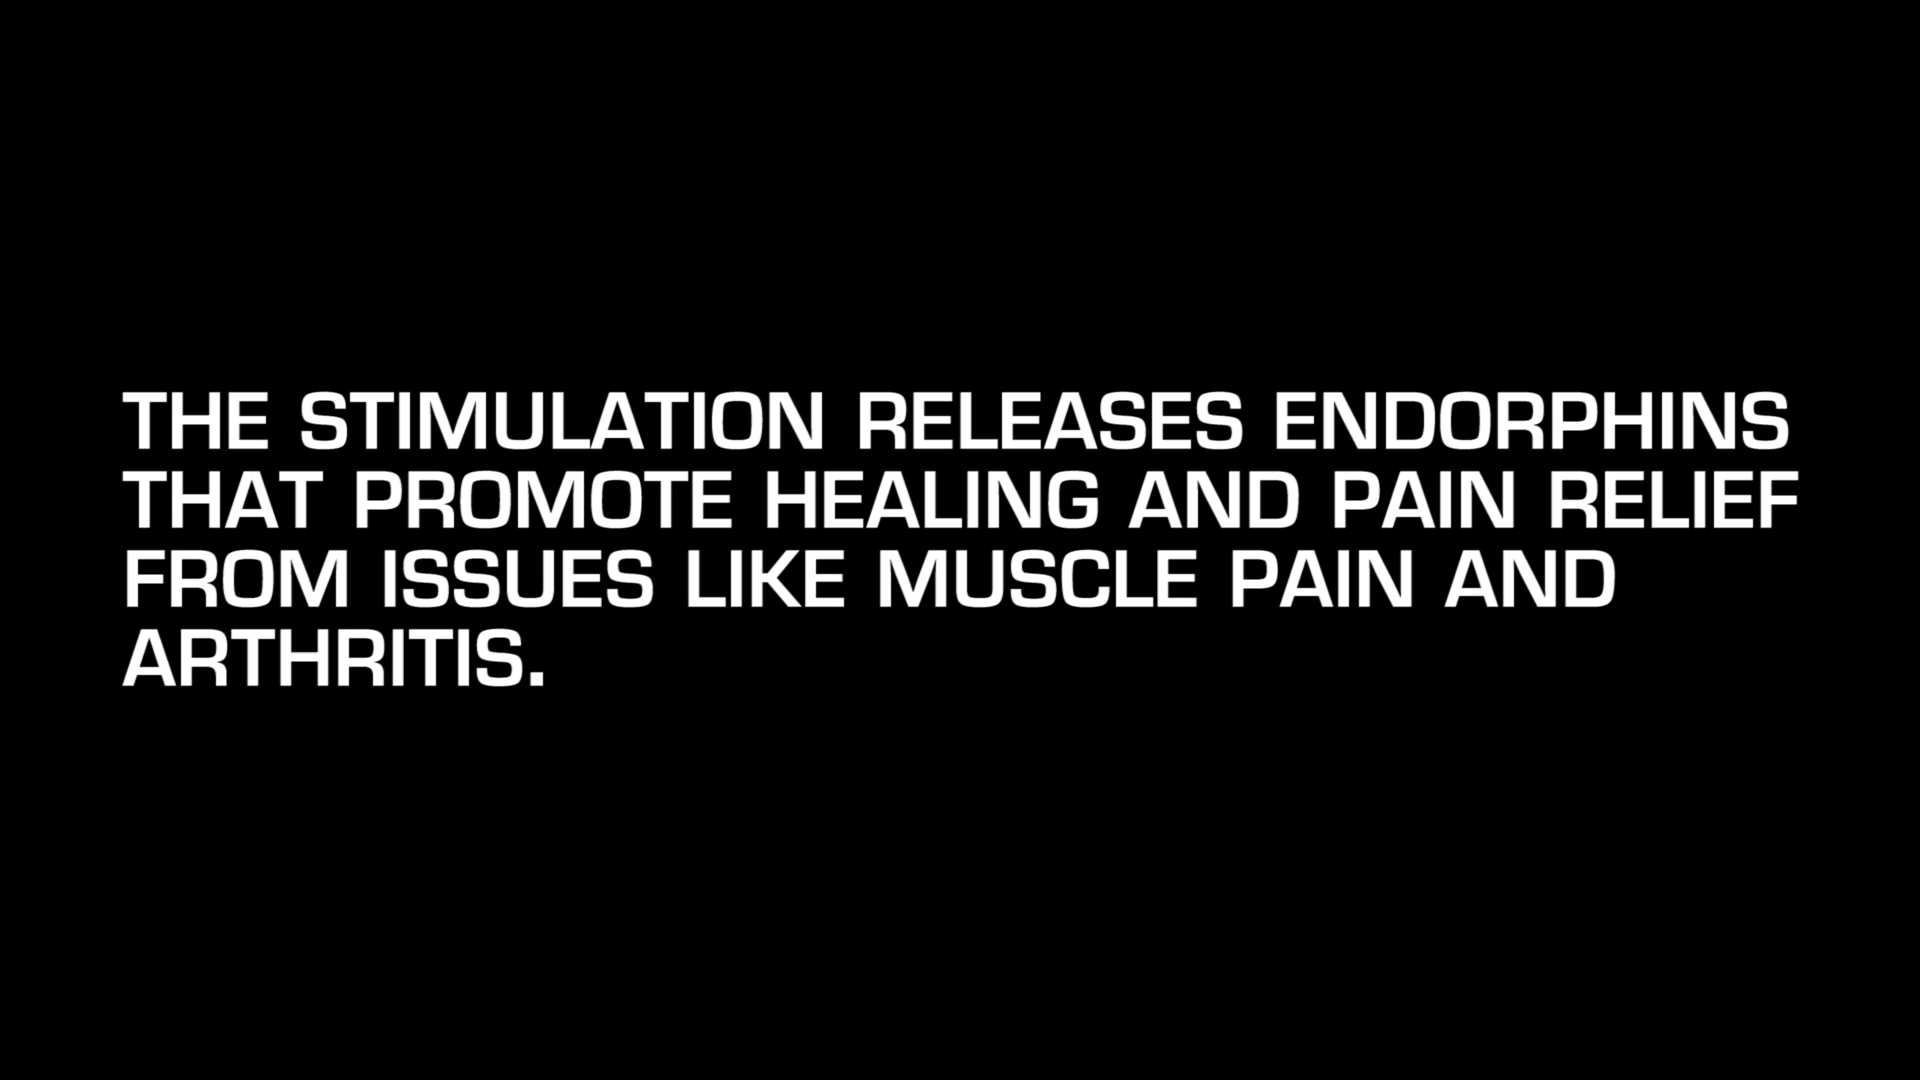 THE STIMULATION RELEASES ENDORPHINS
THAT PROMOTE HEALING AND PAIN RELIEF
FROM ISSUES LIKE MUSCLE PAIN AND
ARTHRITIS.